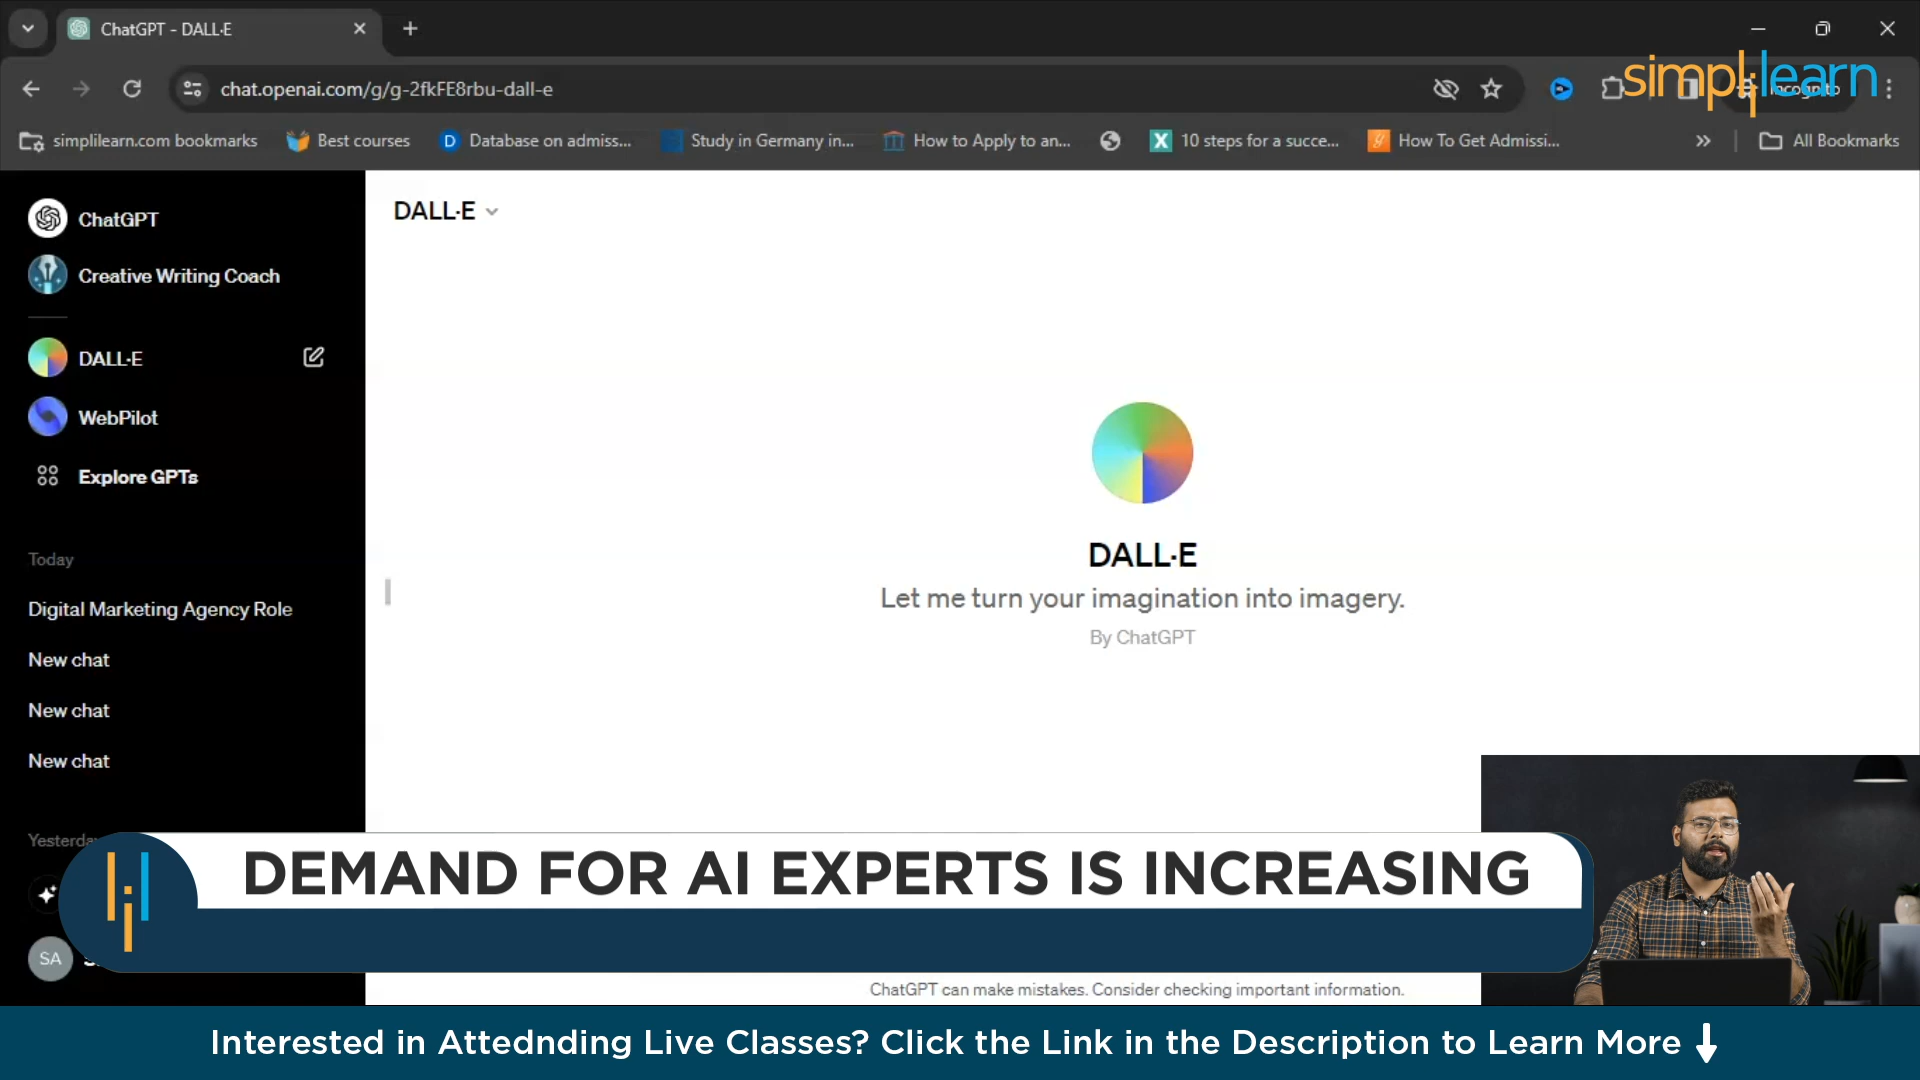 ChatGPT - DALL·E
chat.openai.com/g/g-2fkFE8rbu-dall-e
simplilearn
Incognito
simplilearn.com bookmarks
Best courses
Database on admiss...
Study in Germany in...
How to Apply to an...
10 steps for a succe...
How To Get Admissi...
All Bookmarks
ChatGPT
Creative Writing Coach
DALL·E
WebPilot
Explore GPTs
Today
Digital Marketing Agency Role
New chat
New chat
New chat
Yesterday
SA
DALL·E
DALL·E
Let me turn your imagination into imagery.
By ChatGPT
DEMAND FOR AI EXPERTS IS INCREASING
ChatGPT can make mistakes. Consider checking important information.
Interested in Attednding Live Classes? Click the Link in the Description to Learn More